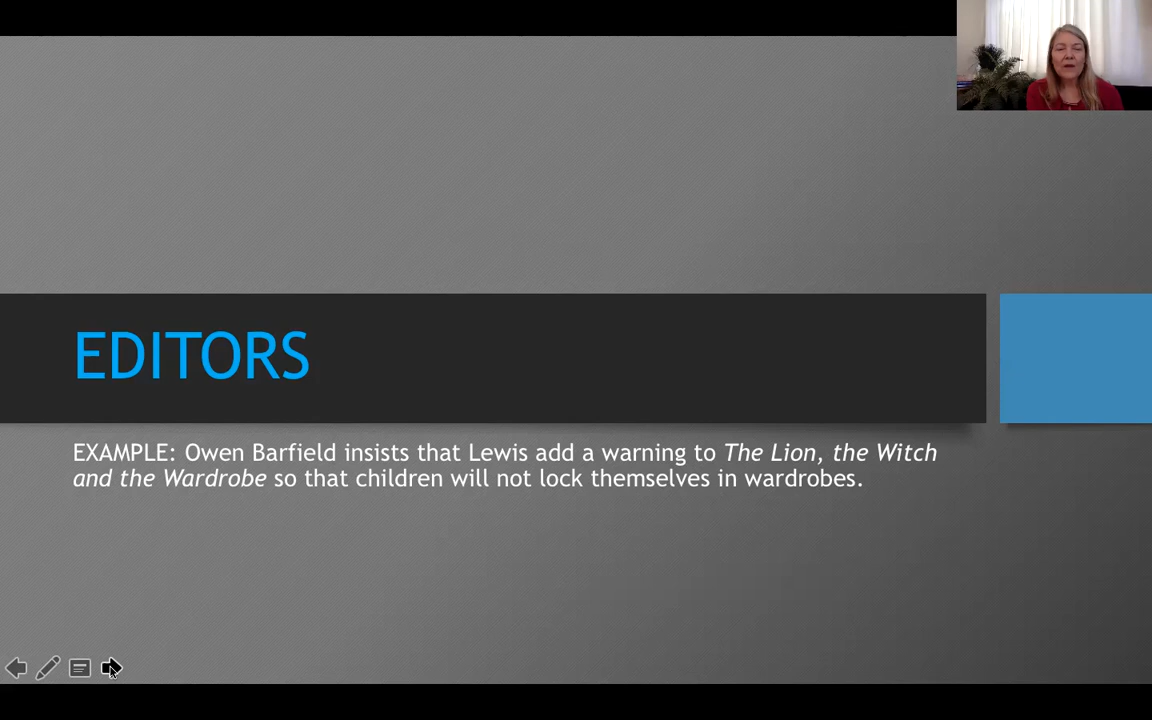 EDITORS
EXAMPLE: Owen Barfield insists that Lewis add a warning to The Lion, the Witch
and the Wardrobe so that children will not lock themselves in wardrobes.